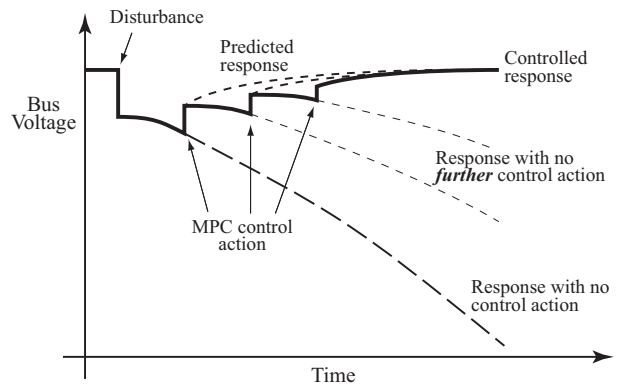 Disturbance
Predicted
response
Controlled
response
Bus
Voltage
Response with no
further control action
MPC control
action
Response with no
control action
Time